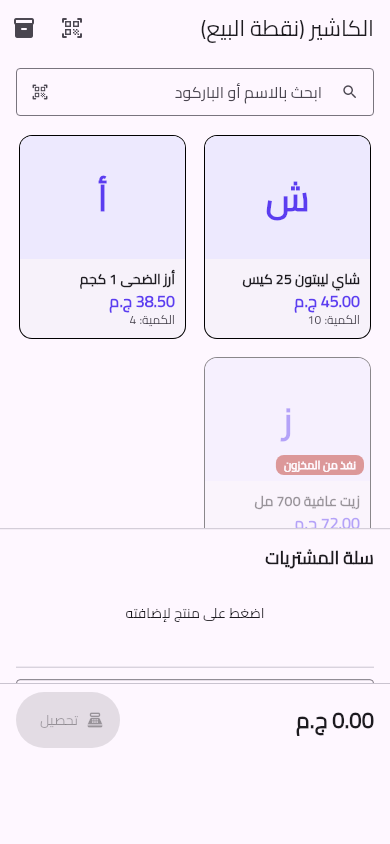 الكاشير (نقطة البيع)
ابحث بالاسم أو الباركود
ش
شاي ليبتون 25 كيس
45.00 ج.م
الكمية: 10
أ
أرز الضحى 1 كجم
38.50 ج.م
الكمية: 4
ز
نفذ من المخزون
زيت عافية 700 مل
72.00 ج.م
سلة المشتريات
اضغط على منتج لإضافته
0.00 ج.م
تحصيل